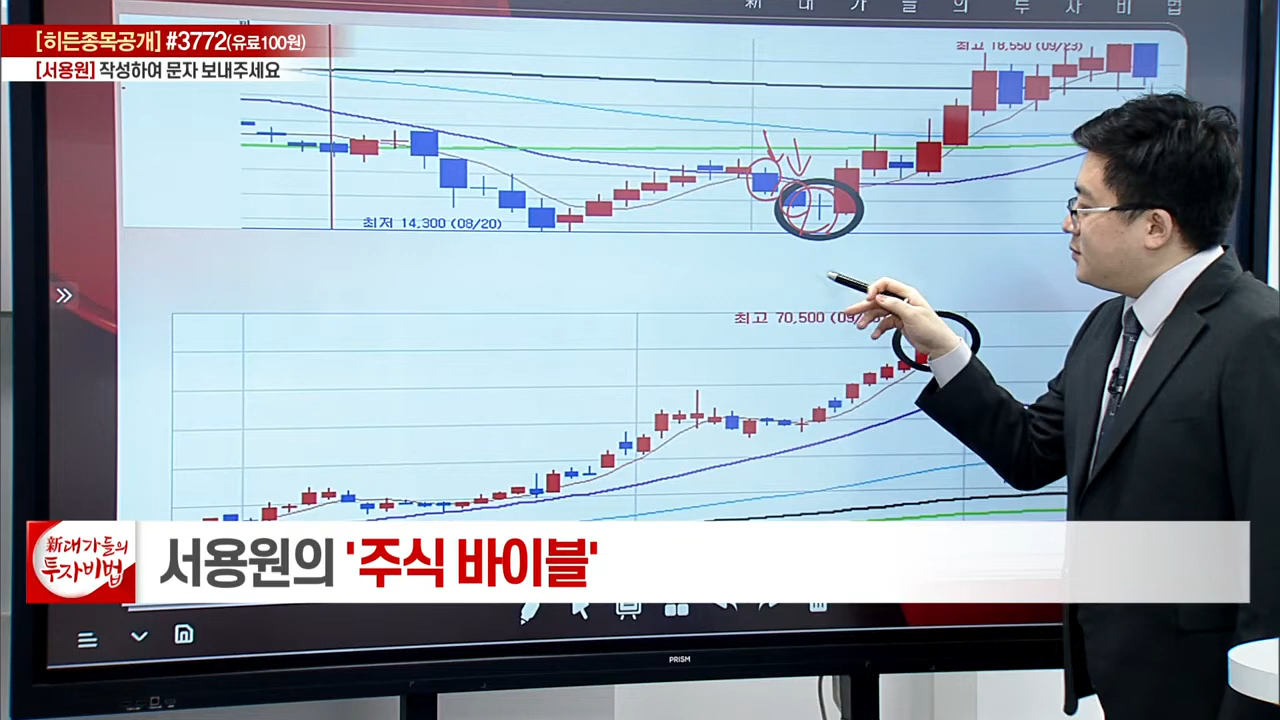 新 대 가 들 의 투 자 비 법
[히든종목공개] #3772(유료100원)
[서용원] 작성하여 문자 보내주세요
최고 18,550 (09/23)
최저 14,300 (08/20)
최고 70,500
新대가들의
투자비법
서용원의 '주식 바이블'
PRISM